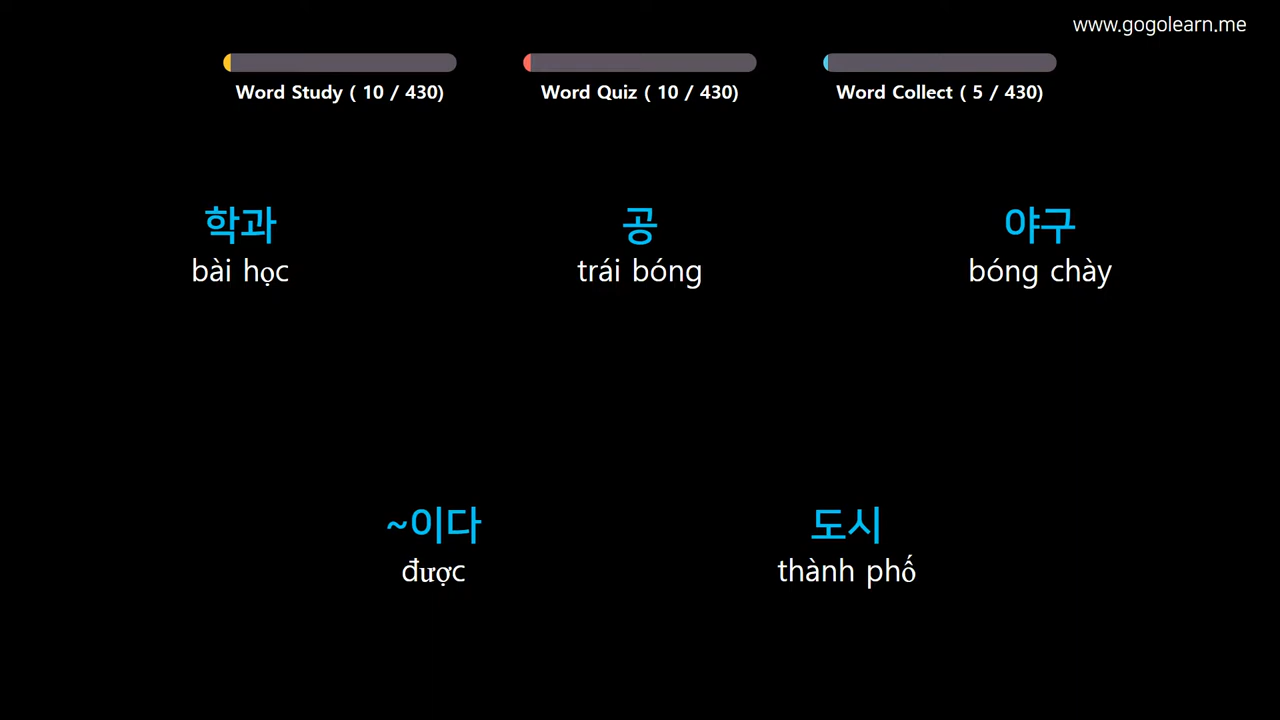 www.gogolearn.me
Word Study ( 10 / 430)
Word Quiz ( 10 / 430)
Word Collect ( 5 / 430)
학과
bài học
공
trái bóng
야구
bóng chày
~이다
được
도시
thành phố